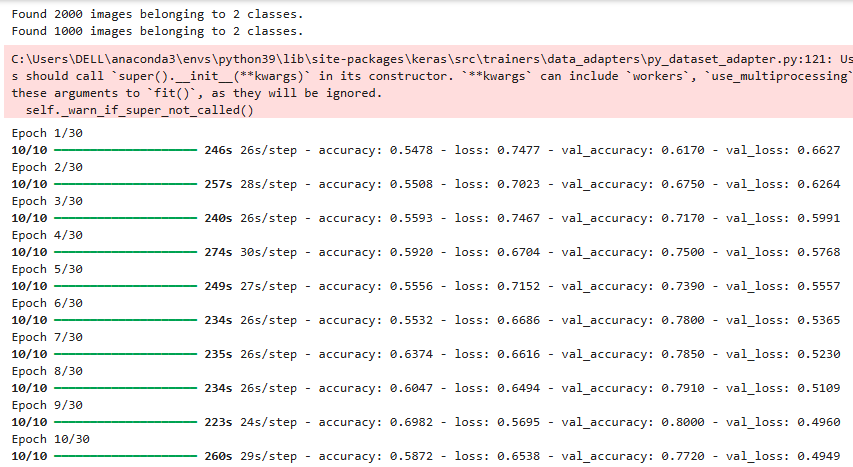 Found 2000 images belonging to 2 classes.
Found 1000 images belonging to 2 classes.
C:\Users\DELL\anaconda3\envs\python39\lib\site-packages\keras\src\trainers\data_adapters\py_dataset_adapter.py:121: Us
s should call `super().__init__(**kwargs)` in its constructor. `**kwargs` can include `workers`, `use_multiprocessing`
these arguments to `fit()`, as they will be ignored.
self._warn_if_super_not_called()
Epoch 1/30
10/10 ━━━━━━━━━━━━━━━━━━━━ 246s 26s/step - accuracy: 0.5478 - loss: 0.7477 - val_accuracy: 0.6170 - val_loss: 0.6627
Epoch 2/30
10/10 ━━━━━━━━━━━━━━━━━━━━ 257s 28s/step - accuracy: 0.5508 - loss: 0.7023 - val_accuracy: 0.6750 - val_loss: 0.6264
Epoch 3/30
10/10 ━━━━━━━━━━━━━━━━━━━━ 240s 26s/step - accuracy: 0.5593 - loss: 0.7467 - val_accuracy: 0.7170 - val_loss: 0.5991
Epoch 4/30
10/10 ━━━━━━━━━━━━━━━━━━━━ 274s 30s/step - accuracy: 0.5920 - loss: 0.6704 - val_accuracy: 0.7500 - val_loss: 0.5768
Epoch 5/30
10/10 ━━━━━━━━━━━━━━━━━━━━ 249s 27s/step - accuracy: 0.5556 - loss: 0.7152 - val_accuracy: 0.7390 - val_loss: 0.5557
Epoch 6/30
10/10 ━━━━━━━━━━━━━━━━━━━━ 234s 26s/step - accuracy: 0.5532 - loss: 0.6686 - val_accuracy: 0.7800 - val_loss: 0.5365
Epoch 7/30
10/10 ━━━━━━━━━━━━━━━━━━━━ 235s 26s/step - accuracy: 0.6374 - loss: 0.6616 - val_accuracy: 0.7850 - val_loss: 0.5230
Epoch 8/30
10/10 ━━━━━━━━━━━━━━━━━━━━ 234s 26s/step - accuracy: 0.6047 - loss: 0.6494 - val_accuracy: 0.7910 - val_loss: 0.5109
Epoch 9/30
10/10 ━━━━━━━━━━━━━━━━━━━━ 223s 24s/step - accuracy: 0.6982 - loss: 0.5695 - val_accuracy: 0.8000 - val_loss: 0.4960
Epoch 10/30
10/10 ━━━━━━━━━━━━━━━━━━━━ 260s 29s/step - accuracy: 0.5872 - loss: 0.6538 - val_accuracy: 0.7720 - val_loss: 0.4949